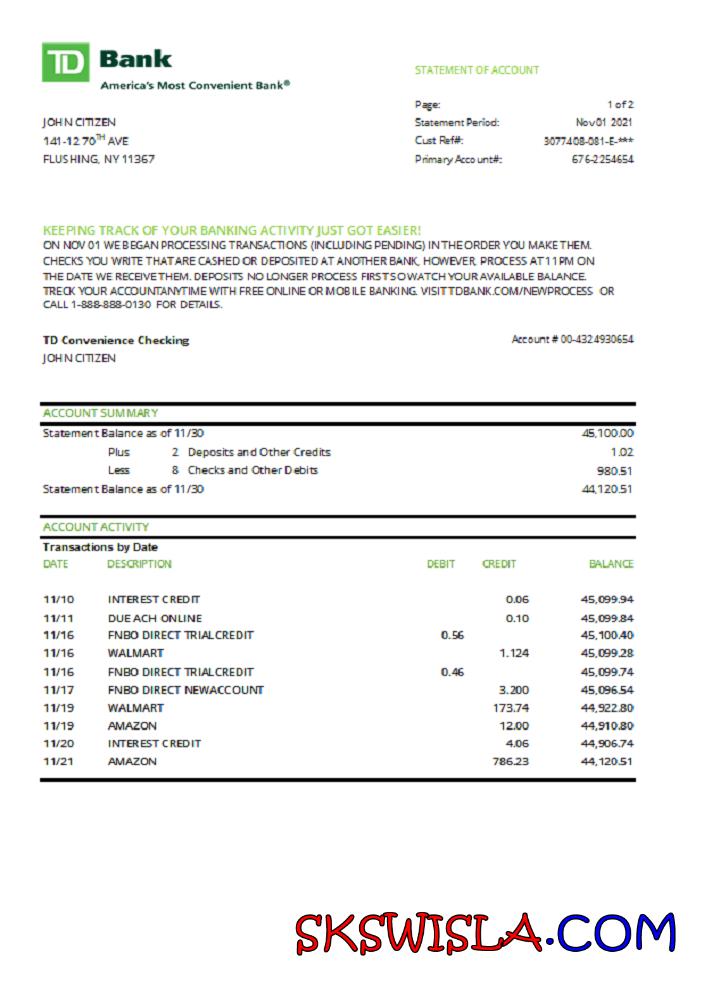 TD Bank
America's Most Convenient Bank®
STATEMENT OF ACCOUNT
JOHN CITIZEN
141-12 70TH AVE
FLUSHING, NY 11367
Page: 1 of 2
Statement Period: Nov 01 2021
Cust Ref#: 3077408-081-E-***
Primary Account#: 676-2254654
KEEPING TRACK OF YOUR BANKING ACTIVITY JUST GOT EASIER!
ON NOV 01 WE BEGAN PROCESSING TRANSACTIONS (INCLUDING PENDING) IN THE ORDER YOU MAKE THEM.
CHECKS YOU WRITE THAT ARE CASHED OR DEPOSITED AT ANOTHER BANK, HOWEVER, PROCESS AT 11 PM ON
THE DATE WE RECEIVE THEM. DEPOSITS NO LONGER PROCESS FIRST SO WATCH YOUR AVAILABLE BALANCE.
TRECK YOUR ACCOUNT ANYTIME WITH FREE ONLINE OR MOBILE BANKING. VISIT TDBANK.COM/NEWPROCESS OR
CALL 1-888-888-0130 FOR DETAILS.
TD Convenience Checking Account # 00-4324930654
JOHN CITIZEN
ACCOUNT SUMMARY
Statement Balance as of 11/30 45,100.00
Plus 2 Deposits and Other Credits 1.02
Less 8 Checks and Other Debits 980.51
Statement Balance as of 11/30 44,120.51
ACCOUNT ACTIVITY
Transactions by Date
DATE DESCRIPTION DEBIT CREDIT BALANCE
11/10 INTEREST CREDIT 0.06 45,099.94
11/11 DUE ACH ONLINE 0.10 45,099.84
11/16 FNBO DIRECT TRIALCREDIT 0.56 45,100.40
11/16 WALMART 1.124 45,099.28
11/16 FNBO DIRECT TRIALCREDIT 0.46 45,099.74
11/17 FNBO DIRECT NEWACCOUNT 3.200 45,096.54
11/19 WALMART 173.74 44,922.80
11/19 AMAZON 12.00 44,910.80
11/20 INTEREST CREDIT 4.06 44,906.74
11/21 AMAZON 786.23 44,120.51
SKSWISLA.COM